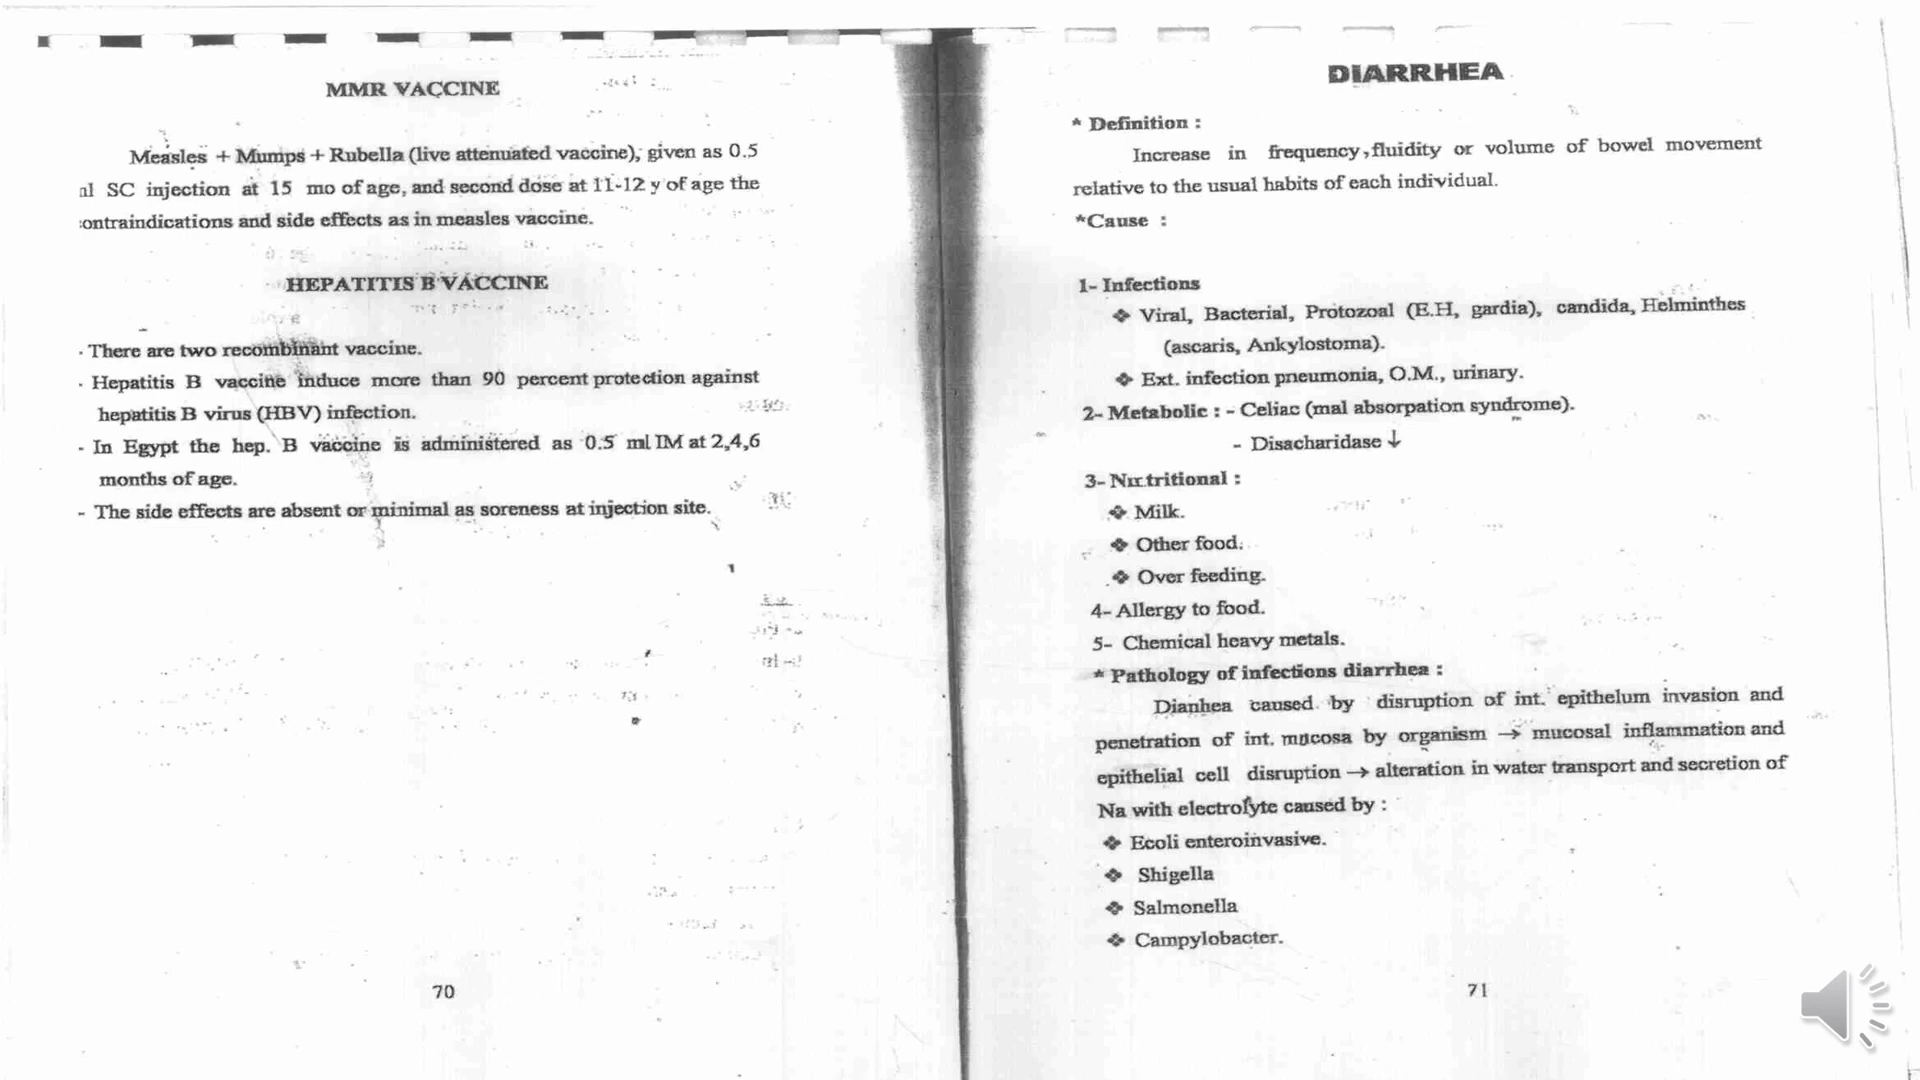 MMR VACCINE
Measles + Mumps + Rubella (live attenuated vaccine), given as 0.5
SC injection at 15 mo of age, and second dose at 11-12 y of age the
ontraindications and side effects as in measles vaccine.
HEPATITIS B VACCINE
- There are two recombinant vaccine.
- Hepatitis B vaccine induce more than 90 percent protection against
hepatitis B virus (HBV) infection.
- In Egypt the hep. B vaccine is administered as 0.5 ml IM at 2,4,6
months of age.
- The side effects are absent or minimal as soreness at injection site.
70
DIARRHEA
* Definition :
Increase in frequency,fluidity or volume of bowel movement
relative to the usual habits of each individual.
*Cause :
1- Infections
❖ Viral, Bacterial, Protozoal (E.H, gardia), candida, Helminthes
(ascaris, Ankylostoma).
❖ Ext. infection pneumonia, O.M., urinary.
2- Metabolic : - Celiac (mal absorpation syndrome).
- Disacharidase ↓
3- Nutritional :
❖ Milk.
❖ Other food.
❖ Over feeding.
4- Allergy to food.
5- Chemical heavy metals.
* Pathology of infections diarrhea :
Dianhea caused by disruption of int. epithelum invasion and
penetration of int. mucosa by organism → mucosal inflammation and
epithelial cell disruption → alteration in water transport and secretion of
Na with electrolyte caused by :
❖ Ecoli enteroinvasive.
❖ Shigella
❖ Salmonella
❖ Campylobacter.
71